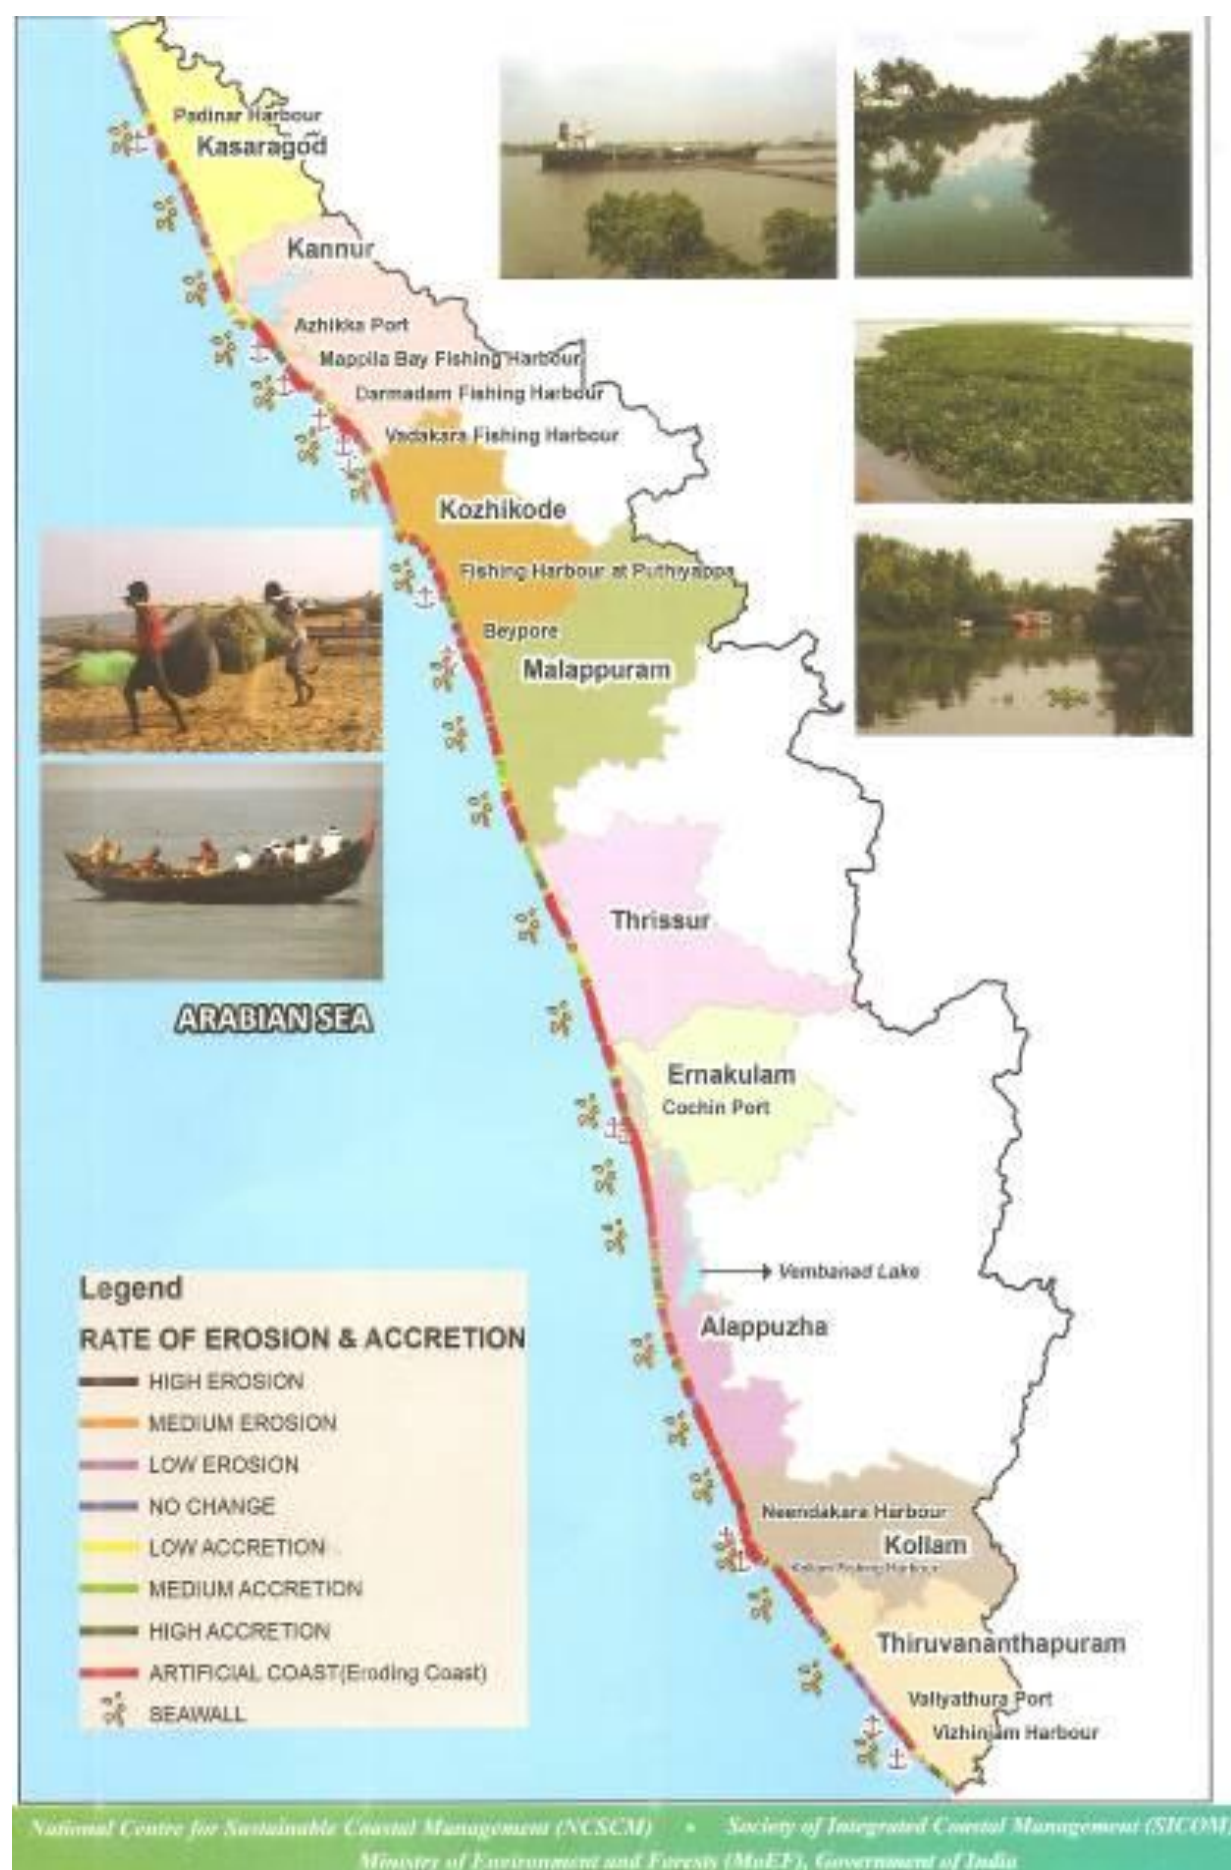 Padinar Harbour
Kasaragod
Kannur
Azhikka Port
Mappila Bay Fishing Harbour
Darmadam Fishing Harbour
Vadakara Fishing Harbour
Kozhikode
Fishing Harbour at Puthiyappa
Beypore
Malappuram
Thrissur
ARABIAN SEA
Ernakulam
Cochin Port
Vembanad Lake
Alappuzha
Neendakara Harbour
Kollam
Kollam Fishing Harbour
Thiruvananthapuram
Valiyathura Port
Vizhinjam Harbour
Legend
RATE OF EROSION & ACCRETION
HIGH EROSION
MEDIUM EROSION
LOW EROSION
NO CHANGE
LOW ACCRETION
MEDIUM ACCRETION
HIGH ACCRETION
ARTIFICIAL COAST(Eroding Coast)
SEAWALL
National Centre for Sustainable Coastal Management (NCSCM) • Society of Integrated Coastal Management (SICOM)
Ministry of Environment and Forests (MoEF), Government of India